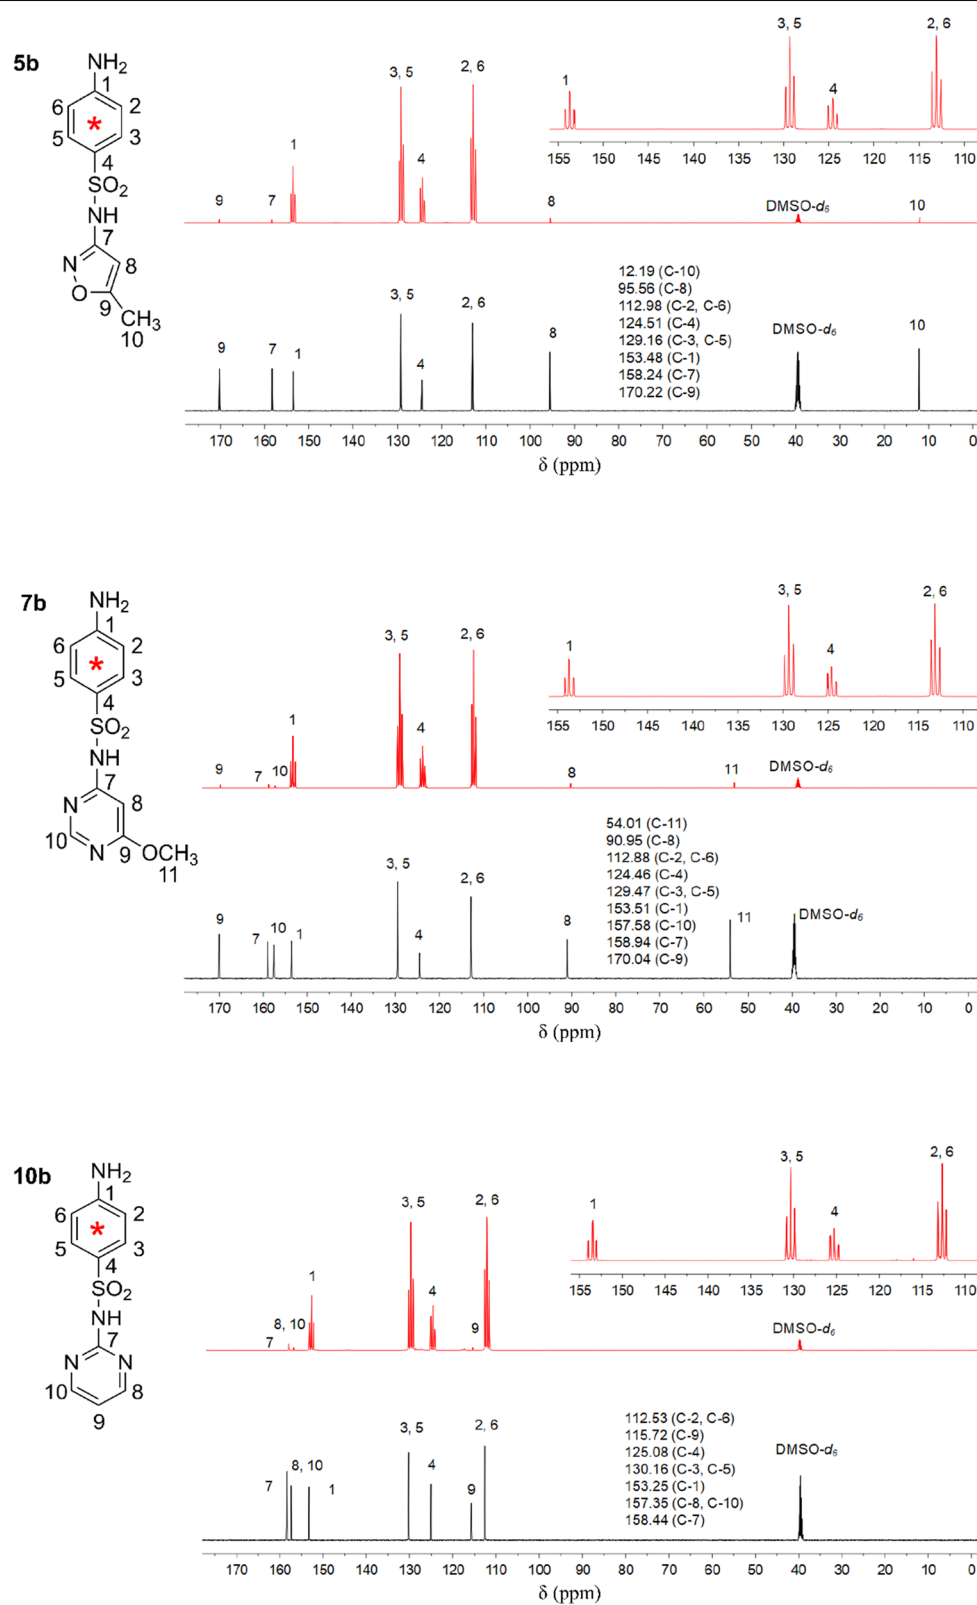 5b
NH2
1
6 2
* 
5 3
4
SO2
NH
7
N 8
O 9
CH3
10
3, 5
2, 6
1
4
155 150 145 140 135 130 125 120 115 110
3, 5
2, 6
1
4
9 7 8 DMSO-d6 10
12.19 (C-10)
95.56 (C-8)
112.98 (C-2, C-6)
124.51 (C-4)
129.16 (C-3, C-5)
153.48 (C-1)
158.24 (C-7)
170.22 (C-9)
3, 5
2, 6
DMSO-d6
10
9 7 1 4 8
170 160 150 140 130 120 110 100 90 80 70 60 50 40 30 20 10 0
δ (ppm)
7b
NH2
1
6 2
*
5 3
4
SO2
NH
7
N 8
10 N 9 OCH3
11
3, 5
2, 6
1
4
155 150 145 140 135 130 125 120 115 110
3, 5
2, 6
1
4
9 7 10 8 11 DMSO-d6
54.01 (C-11)
90.95 (C-8)
112.88 (C-2, C-6)
124.46 (C-4)
129.47 (C-3, C-5)
153.51 (C-1)
157.58 (C-10)
158.94 (C-7)
170.04 (C-9)
3, 5
2, 6
9 7 10 1 4 8 11 DMSO-d6
170 160 150 140 130 120 110 100 90 80 70 60 50 40 30 20 10 0
δ (ppm)
10b
NH2
1
6 2
*
5 3
4
SO2
NH
7
N N
10 8
9
3, 5
2, 6
1
4
155 150 145 140 135 130 125 120 115 110
3, 5
2, 6
1
4
7 8, 10 9 DMSO-d6
112.53 (C-2, C-6)
115.72 (C-9)
125.08 (C-4)
130.16 (C-3, C-5)
153.25 (C-1)
157.35 (C-8, C-10)
158.44 (C-7)
3, 5
2, 6
DMSO-d6
7 8, 10 1 4 9
170 160 150 140 130 120 110 100 90 80 70 60 50 40 30 20 10 0
δ (ppm)